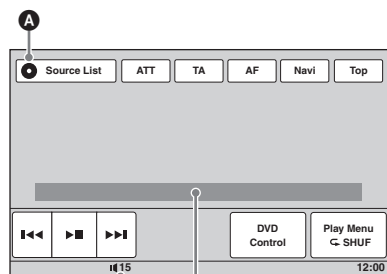 A
Source List ATT TA AF Navi Top
DVD Control
Play Menu
SHUF
15
12:00